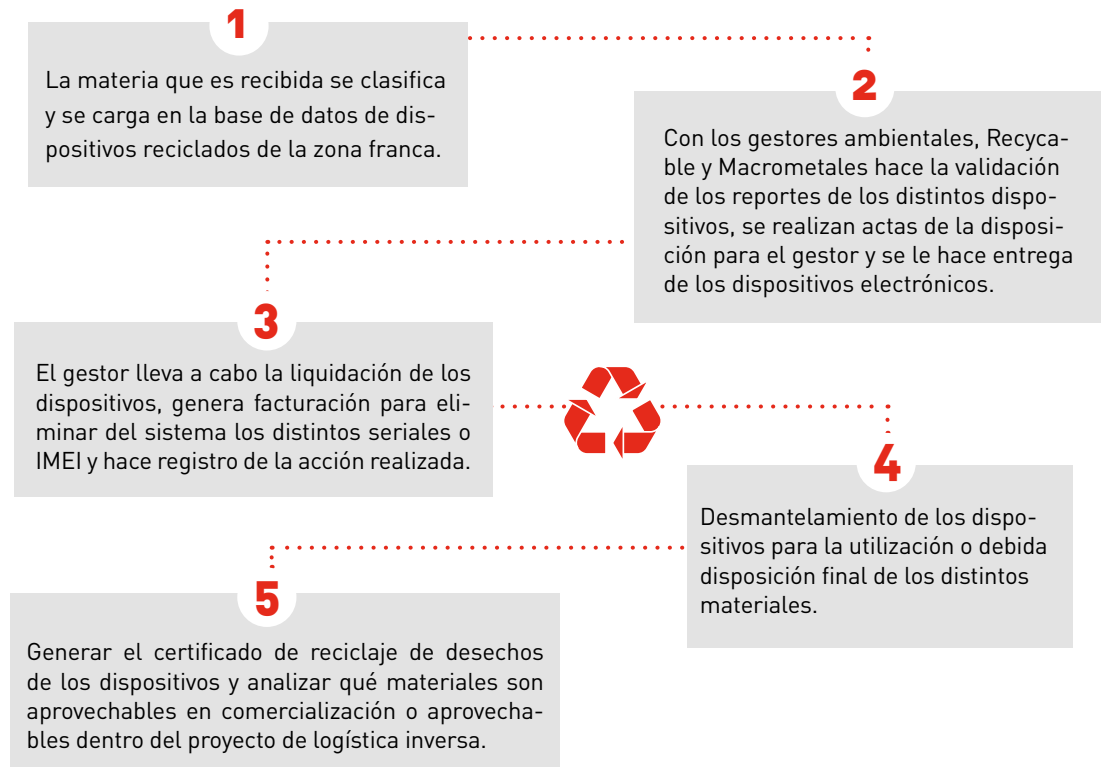 1
La materia que es recibida se clasifica
y se carga en la base de datos de dis-
positivos reciclados de la zona franca.
2
Con los gestores ambientales, Recyca-
ble y Macrometales hace la validación
de los reportes de los distintos dispo-
sitivos, se realizan actas de la disposi-
ción para el gestor y se le hace entrega
de los dispositivos electrónicos.
3
El gestor lleva a cabo la liquidación de los
dispositivos, genera facturación para eli-
minar del sistema los distintos seriales o
IMEI y hace registro de la acción realizada.
4
Desmantelamiento de los dispo-
sitivos para la utilización o debida
disposición final de los distintos
materiales.
5
Generar el certificado de reciclaje de desechos
de los dispositivos y analizar qué materiales son
aprovechables en comercialización o aprovecha-
bles dentro del proyecto de logística inversa.